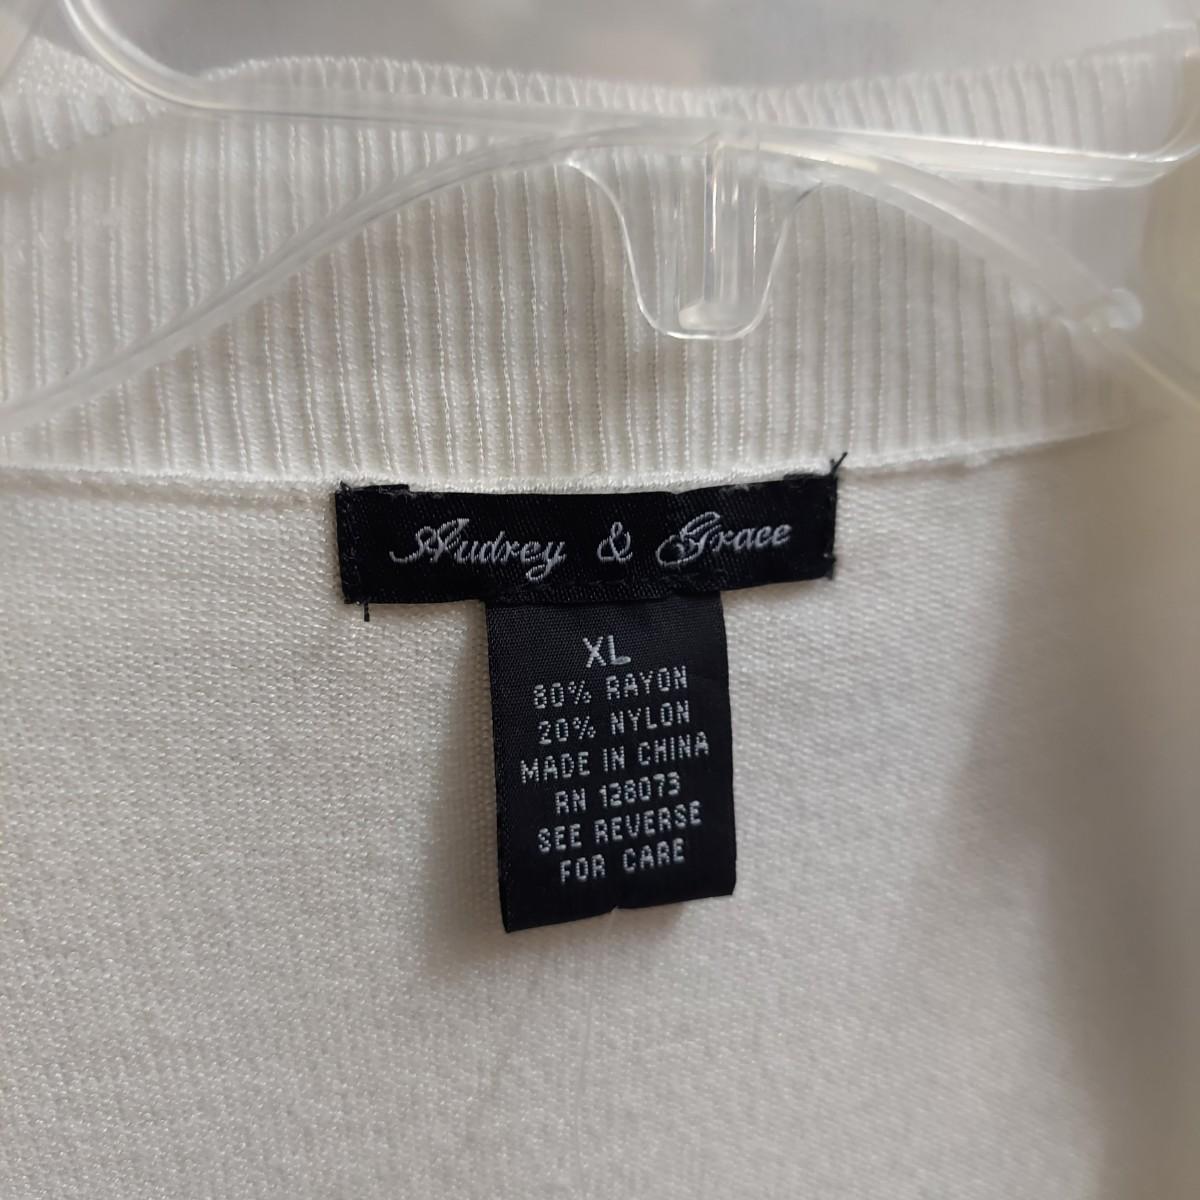 Audrey & Grace
XL
80% RAYON
20% NYLON
MADE IN CHINA
RN 128073
SEE REVERSE
FOR CARE